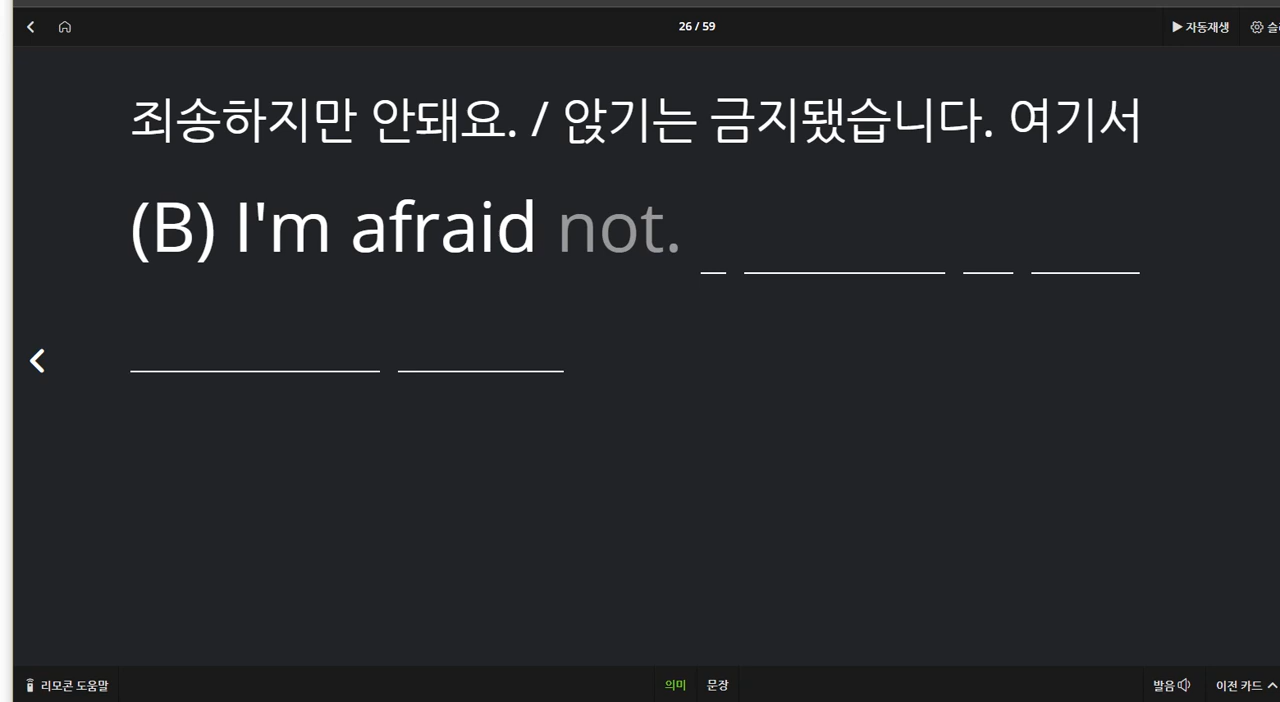 26 / 59
▶ 자동재생
죄송하지만 안돼요. / 앉기는 금지됐습니다. 여기서
(B) I'm afraid not.
리모콘 도움말
의미
문장
발음
이전 카드